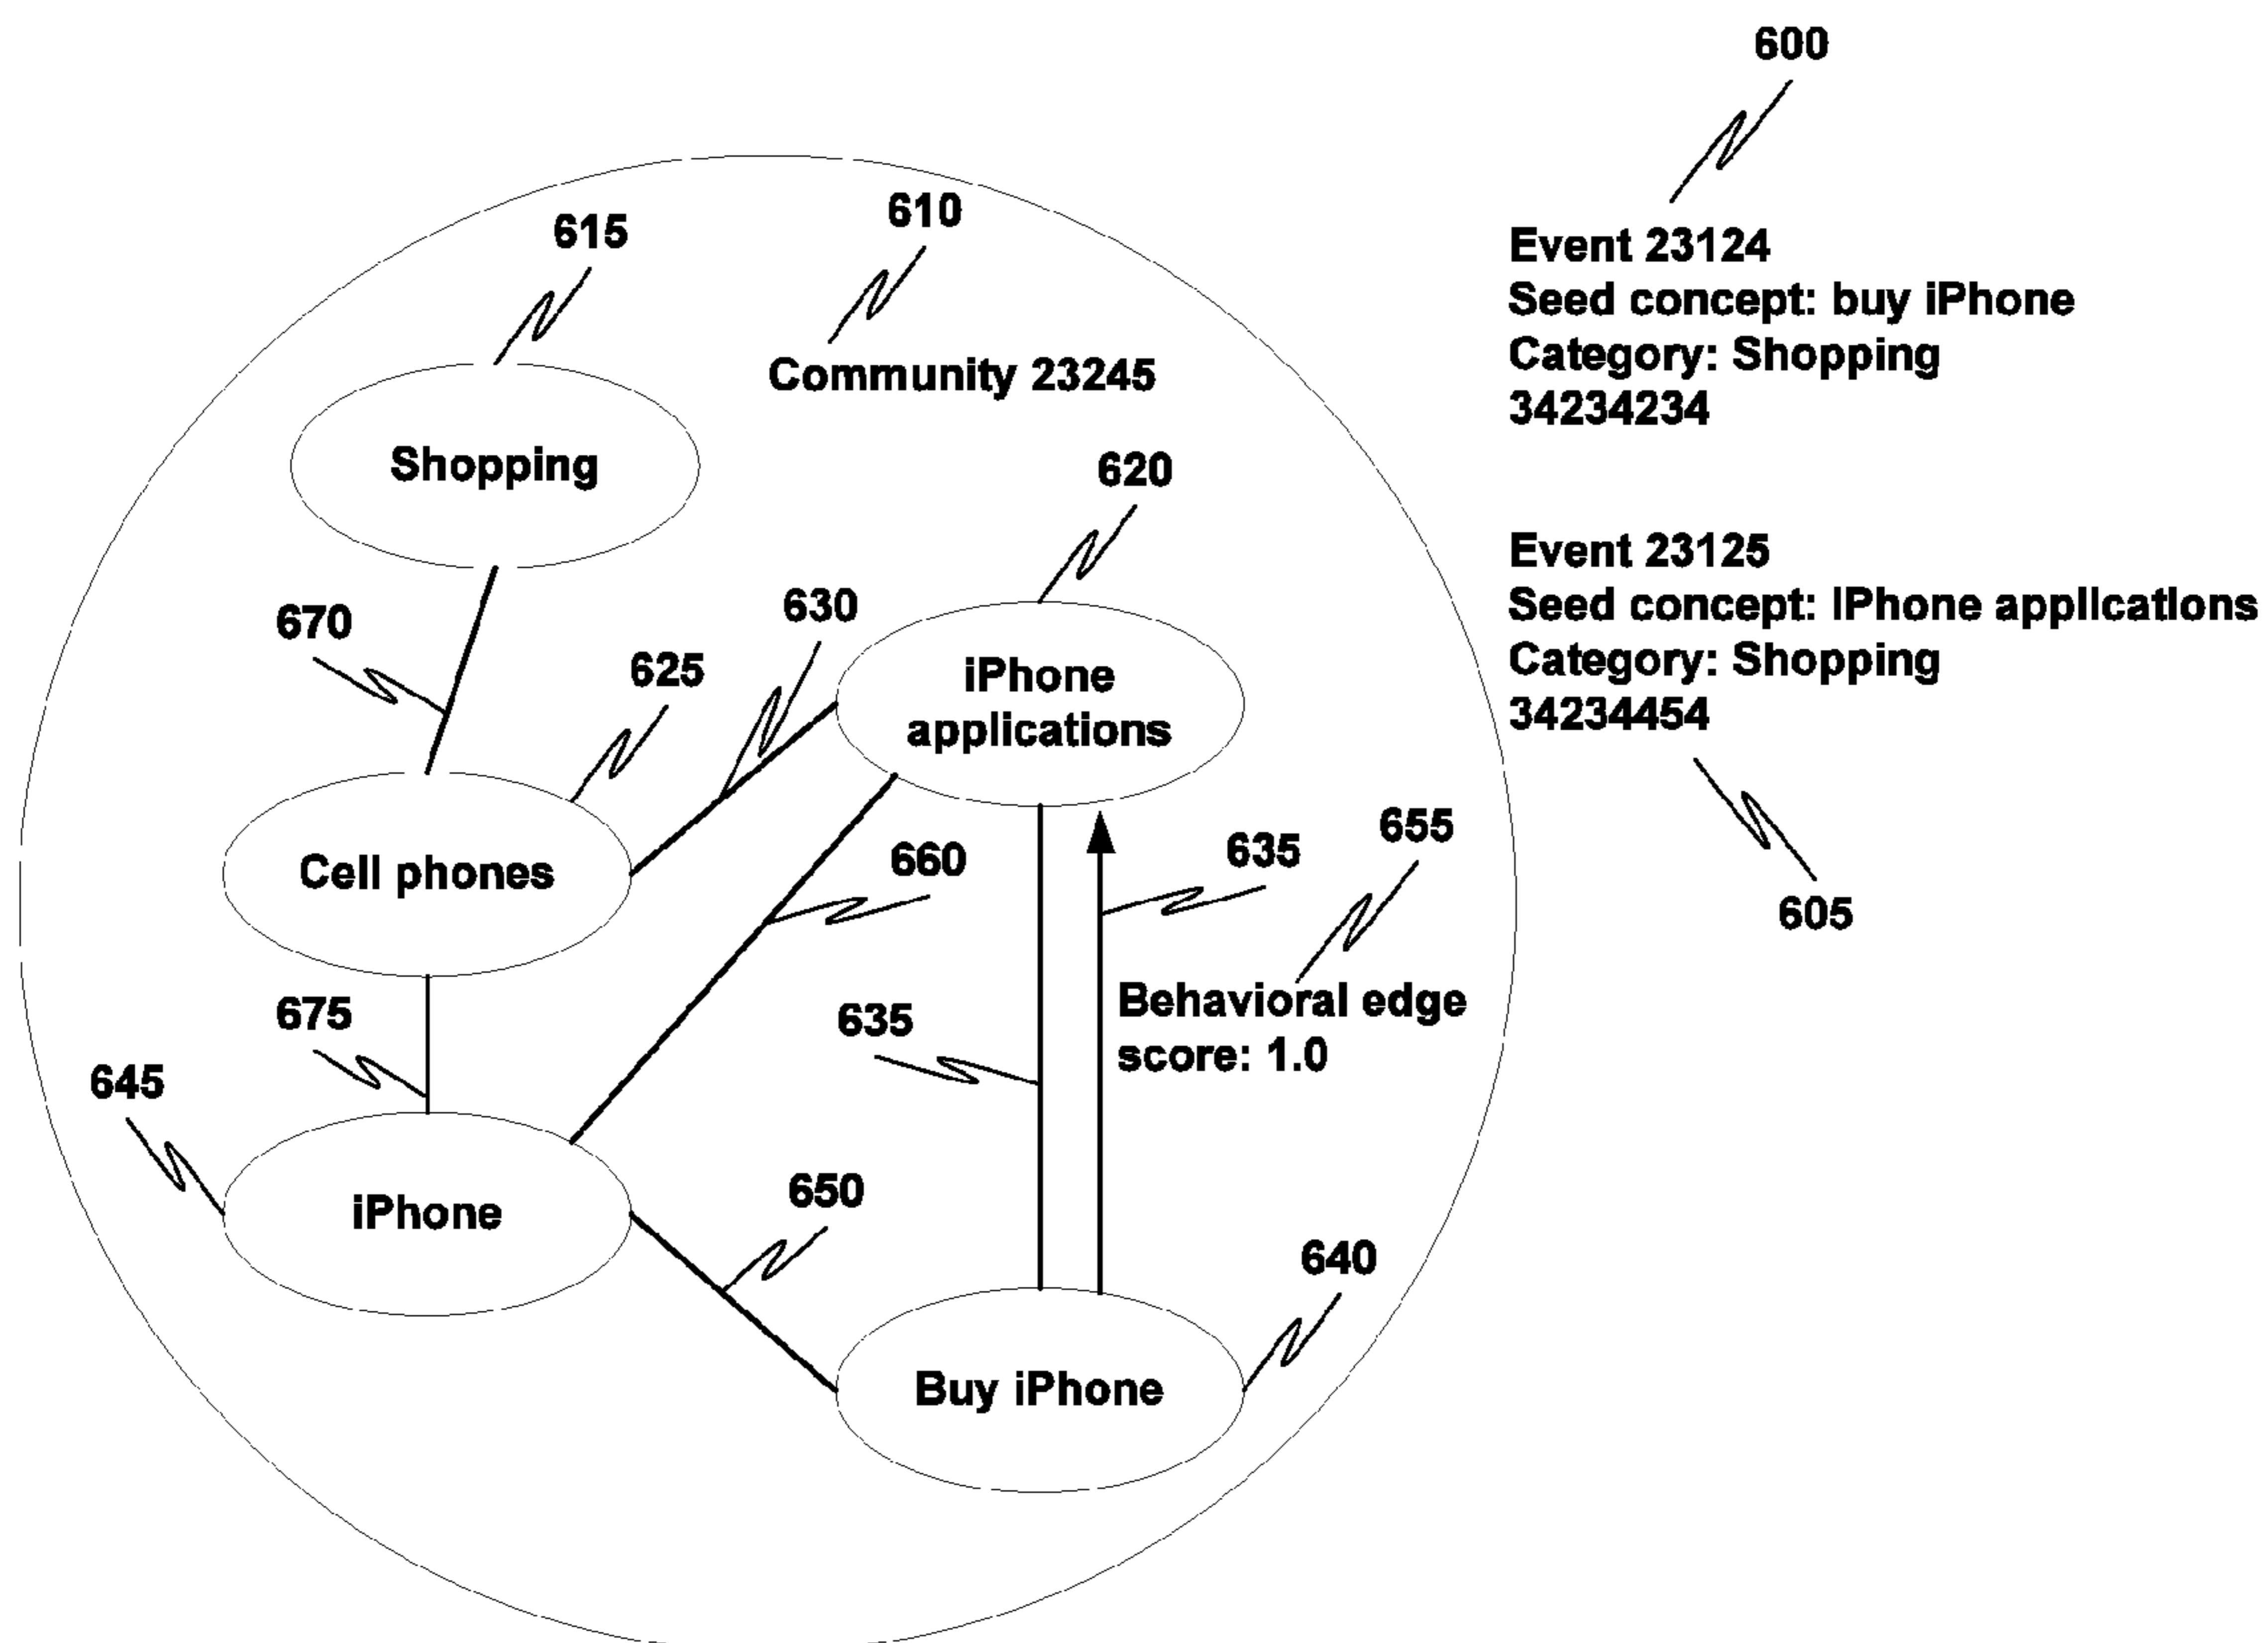 600
610
615
Event 23124
Seed concept: buy iPhone
Category: Shopping
34234234
Community 23245
Shopping
620
Event 23125
Seed concept: iPhone applications
Category: Shopping
34234454
670
630
625
iPhone
applications
Cell phones
660
635
655
605
Behavioral edge
score: 1.0
675
635
645
iPhone
650
640
Buy iPhone